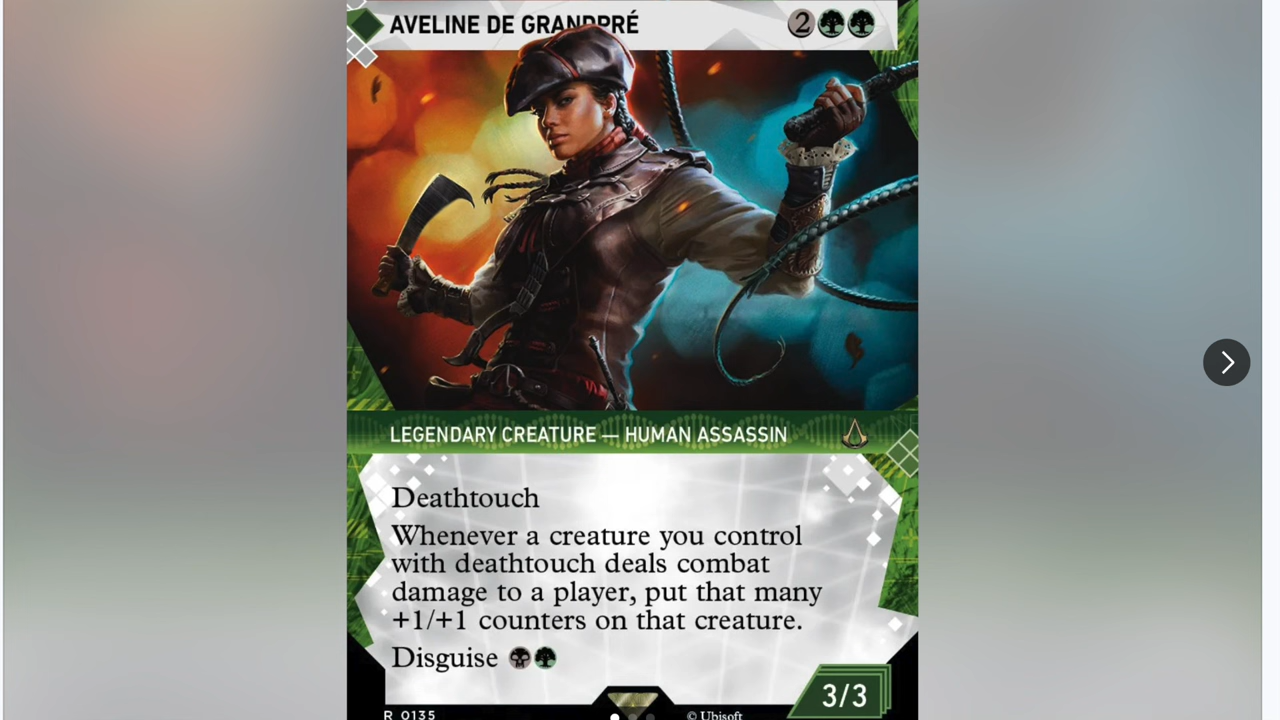 AVELINE DE GRANDPRÉ 2
LEGENDARY CREATURE — HUMAN ASSASSIN
Deathtouch
Whenever a creature you control
with deathtouch deals combat
damage to a player, put that many
+1/+1 counters on that creature.
Disguise
3/3
R 0135 © Ubisoft